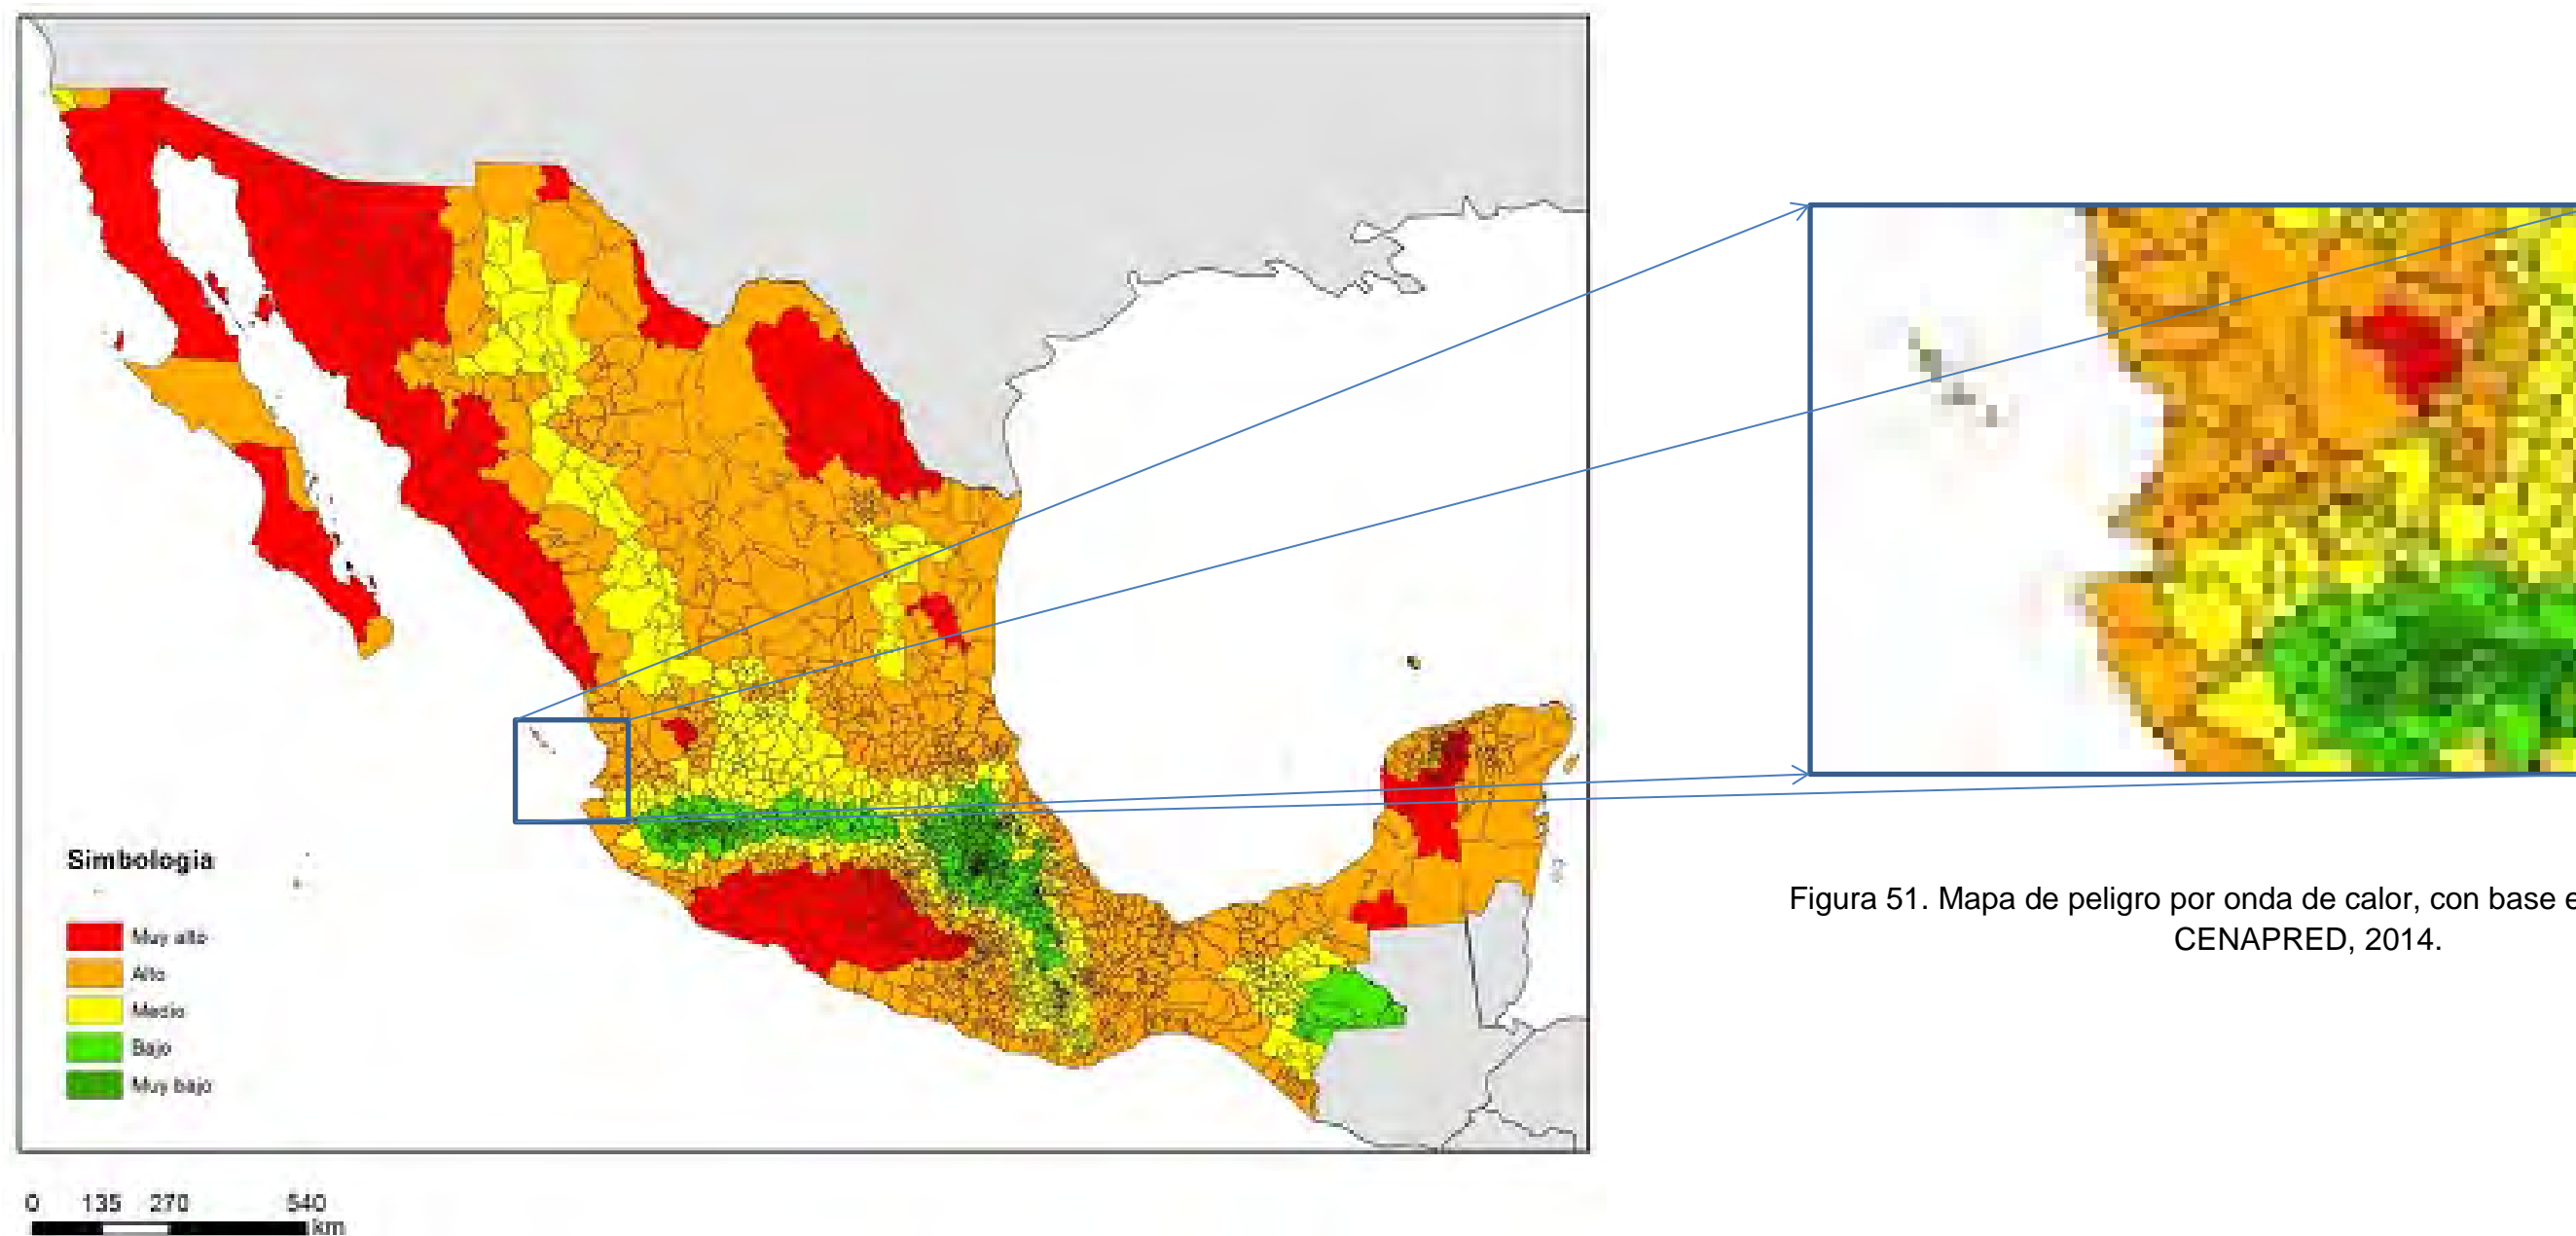 Simbologia
Muy alto
Alto
Medio
Bajo
Muy bajo
0 135 270 540
km
Figura 51. Mapa de peligro por onda de calor, con base e
CENAPRED, 2014.